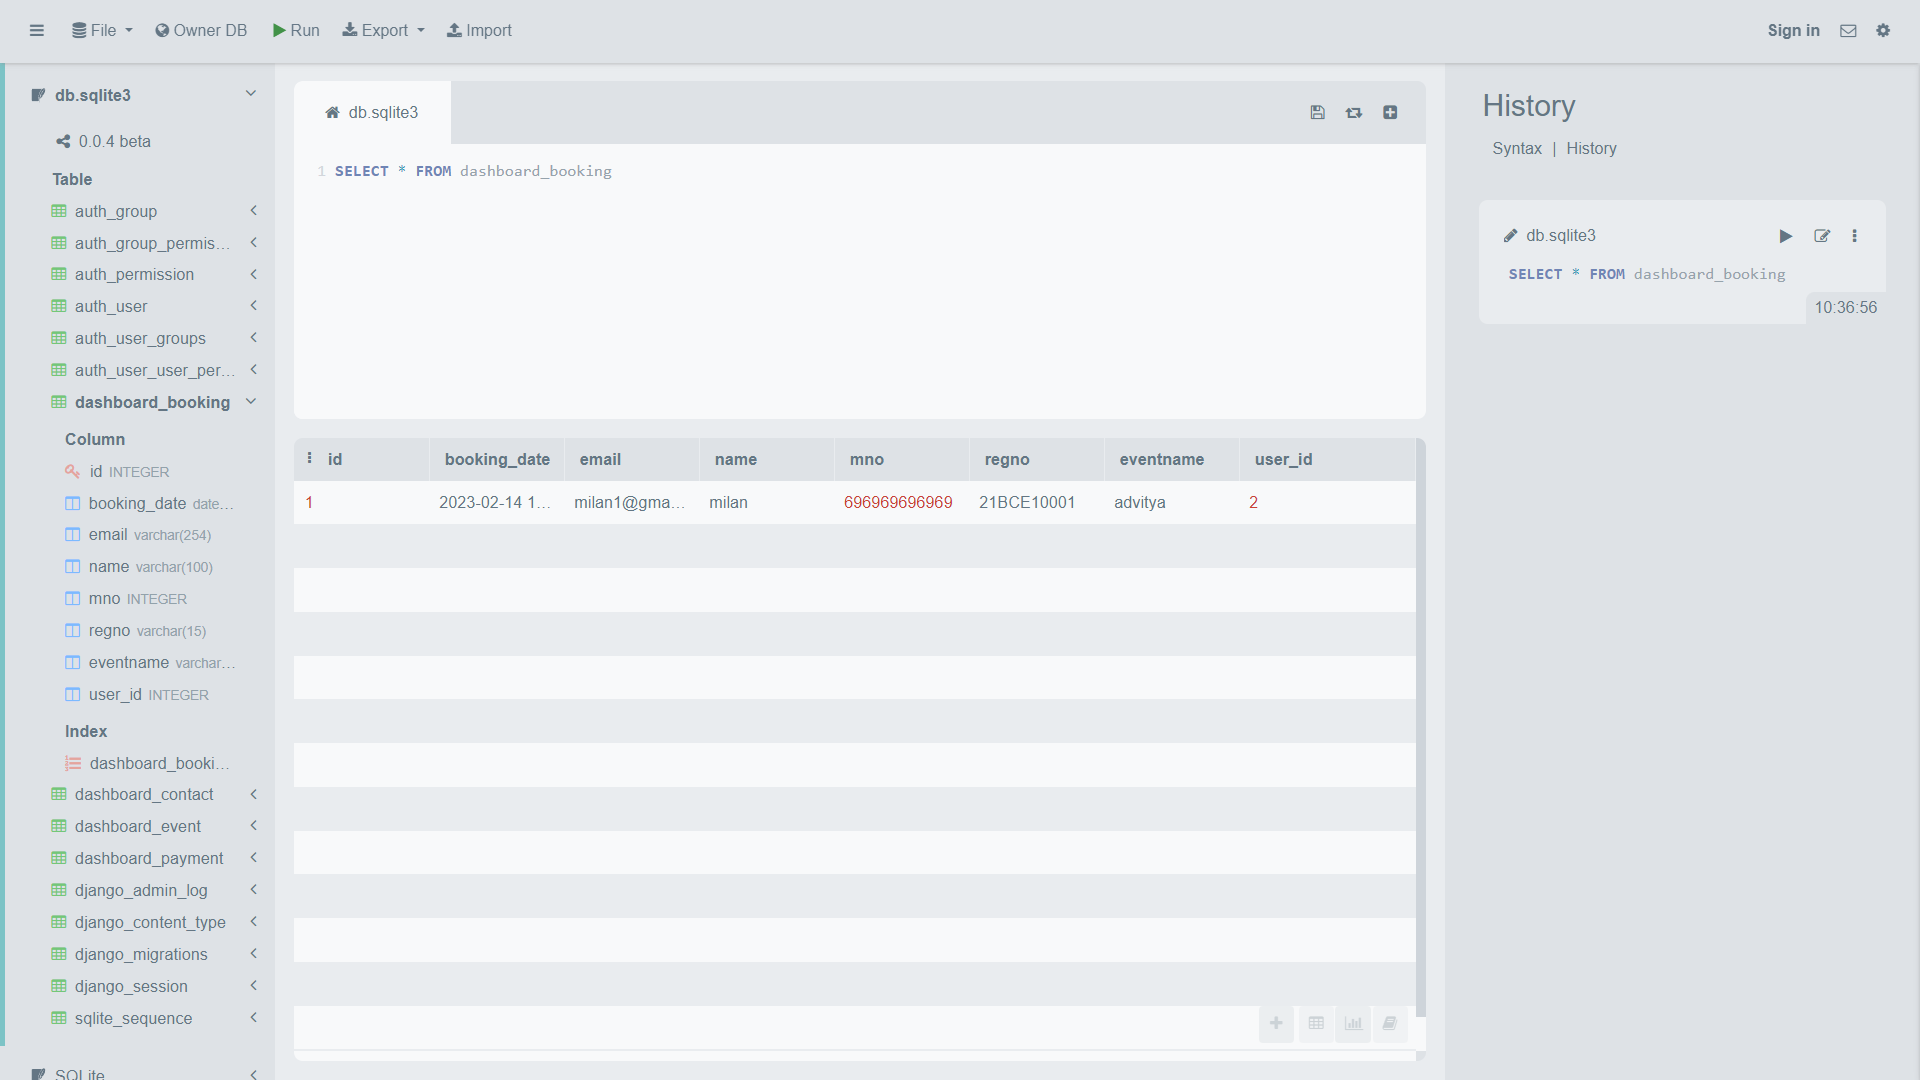 File Owner DB Run Export Import Sign in
db.sqlite3
0.0.4 beta
Table
auth_group
auth_group_permis...
auth_permission
auth_user
auth_user_groups
auth_user_user_per...
dashboard_booking
Column
id INTEGER
booking_date date...
email varchar(254)
name varchar(100)
mno INTEGER
regno varchar(15)
eventname varchar...
user_id INTEGER
Index
dashboard_booki...
dashboard_contact
dashboard_event
dashboard_payment
django_admin_log
django_content_type
django_migrations
django_session
sqlite_sequence
SQLite
db.sqlite3
1 SELECT * FROM dashboard_booking
id booking_date email name mno regno eventname user_id
1 2023-02-14 1... milan1@gma... milan 696969696969 21BCE10001 advitya 2
History
Syntax | History
db.sqlite3
SELECT * FROM dashboard_booking
10:36:56